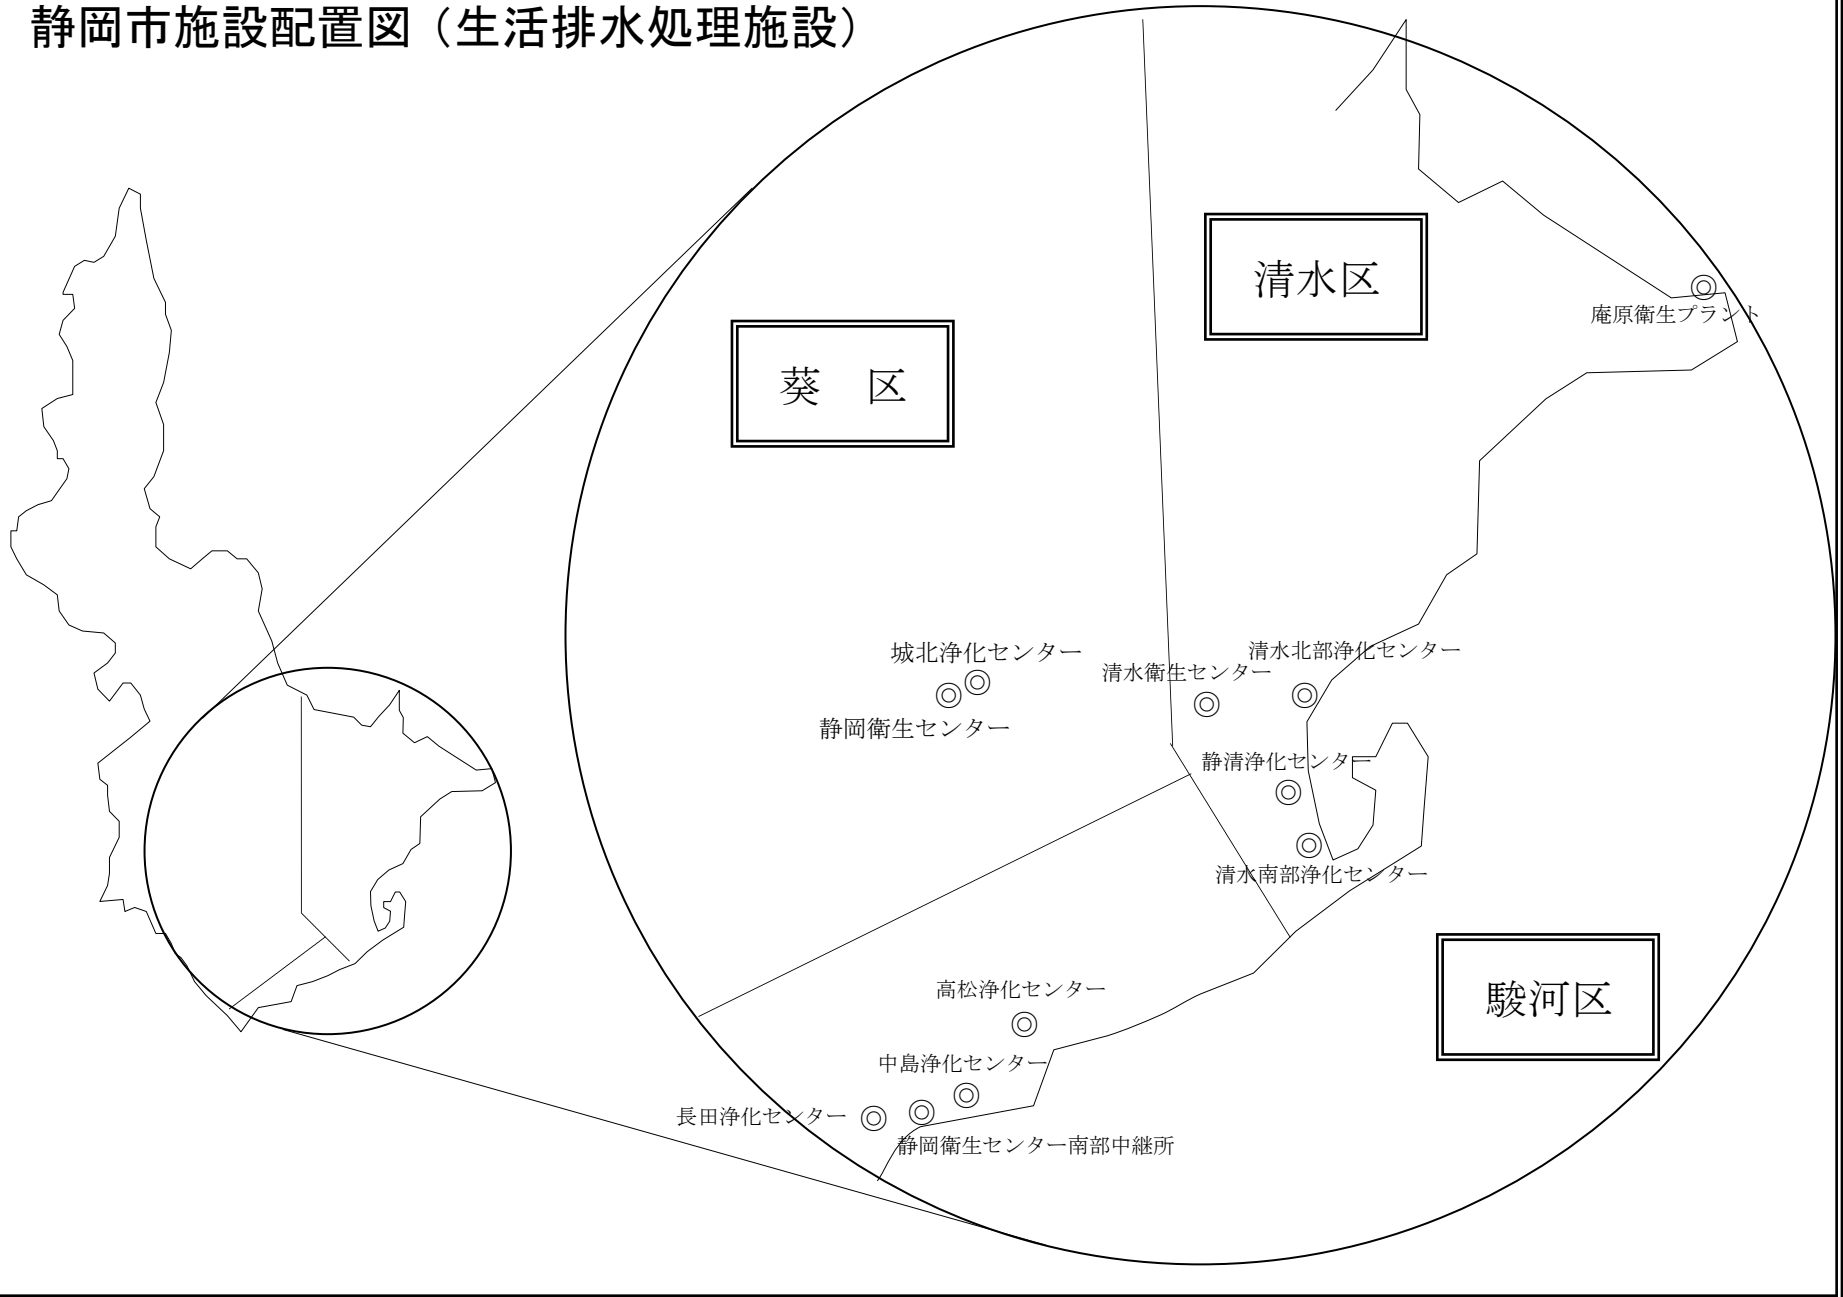 静岡市施設配置図（生活排水処理施設）
清水区
庵原衛生プラント
葵　区
城北浄化センター
清水北部浄化センター
清水衛生センター
静岡衛生センター
静清浄化センター
清水南部浄化センター
高松浄化センター
駿河区
中島浄化センター
長田浄化センター
静岡衛生センター南部中継所